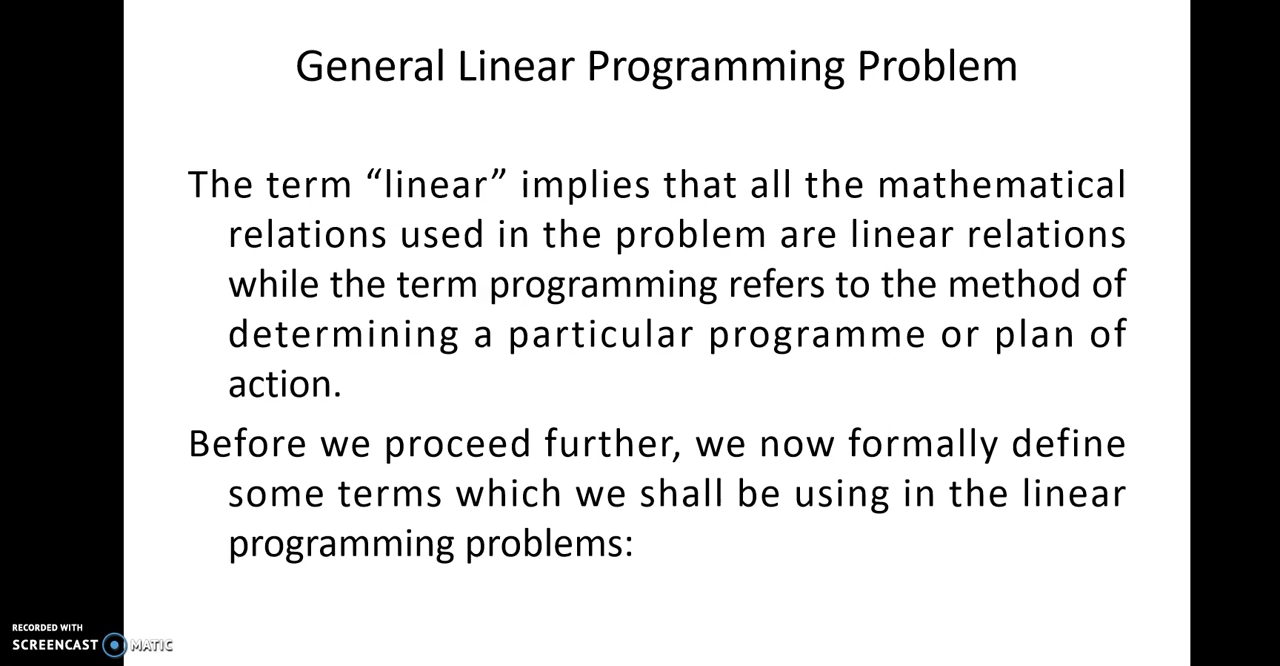 General Linear Programming Problem
The term “linear” implies that all the mathematical
relations used in the problem are linear relations
while the term programming refers to the method of
determining a particular programme or plan of
action.
Before we proceed further, we now formally define
some terms which we shall be using in the linear
programming problems:
RECORDED WITH
SCREENCAST MATIC